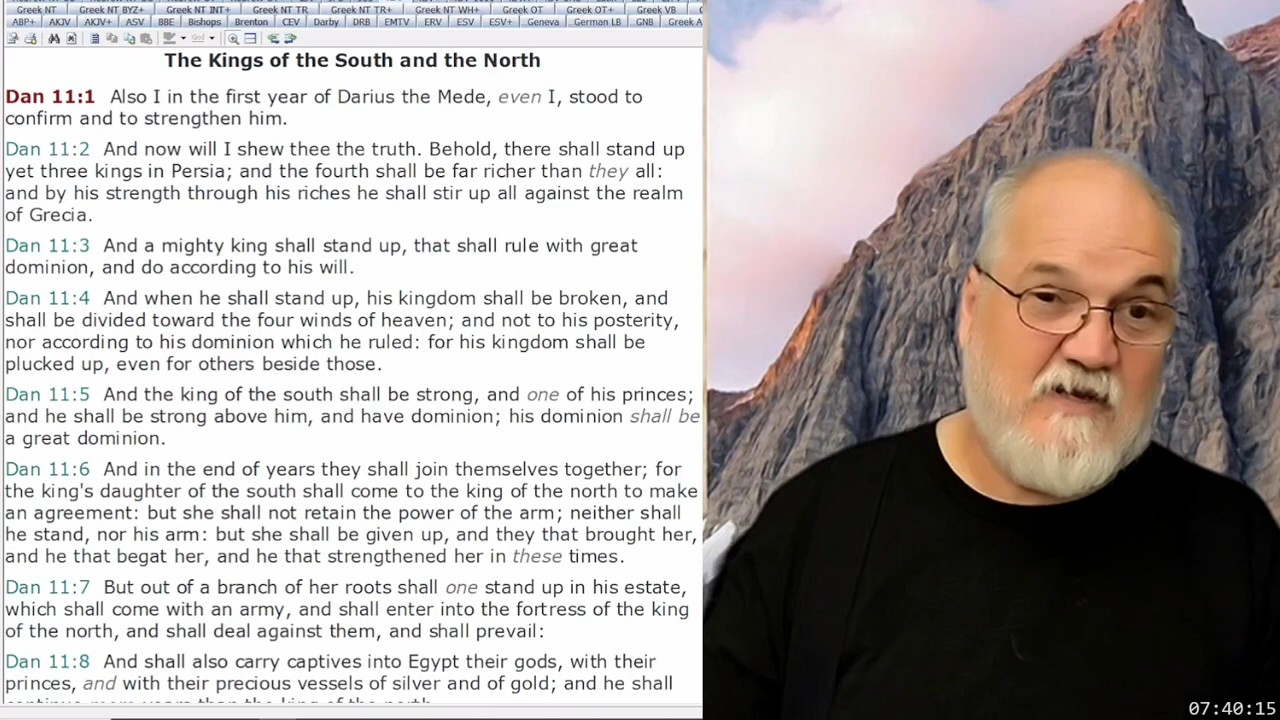 Greek NT Greek NT BYZ+ Greek NT INT+ Greek NT TR Greek NT TR+ Greek NT WH+ Greek OT Greek OT+ Greek VB
ABP+ AKJV AKJV+ ASV BBE Bishops Brenton CEV Darby DRB EMTV ERV ESV ESV+ Geneva German LB GNB Greek A
The Kings of the South and the North
Dan 11:1 Also I in the first year of Darius the Mede, even I, stood to
confirm and to strengthen him.
Dan 11:2 And now will I shew thee the truth. Behold, there shall stand up
yet three kings in Persia; and the fourth shall be far richer than they all:
and by his strength through his riches he shall stir up all against the realm
of Grecia.
Dan 11:3 And a mighty king shall stand up, that shall rule with great
dominion, and do according to his will.
Dan 11:4 And when he shall stand up, his kingdom shall be broken, and
shall be divided toward the four winds of heaven; and not to his posterity,
nor according to his dominion which he ruled: for his kingdom shall be
plucked up, even for others beside those.
Dan 11:5 And the king of the south shall be strong, and one of his princes;
and he shall be strong above him, and have dominion; his dominion shall be
a great dominion.
Dan 11:6 And in the end of years they shall join themselves together; for
the king's daughter of the south shall come to the king of the north to make
an agreement: but she shall not retain the power of the arm; neither shall
he stand, nor his arm: but she shall be given up, and they that brought her,
and he that begat her, and he that strengthened her in these times.
Dan 11:7 But out of a branch of her roots shall one stand up in his estate,
which shall come with an army, and shall enter into the fortress of the king
of the north, and shall deal against them, and shall prevail:
Dan 11:8 And shall also carry captives into Egypt their gods, with their
princes, and with their precious vessels of silver and of gold; and he shall
continue more years than the king of the north.
07:40:15